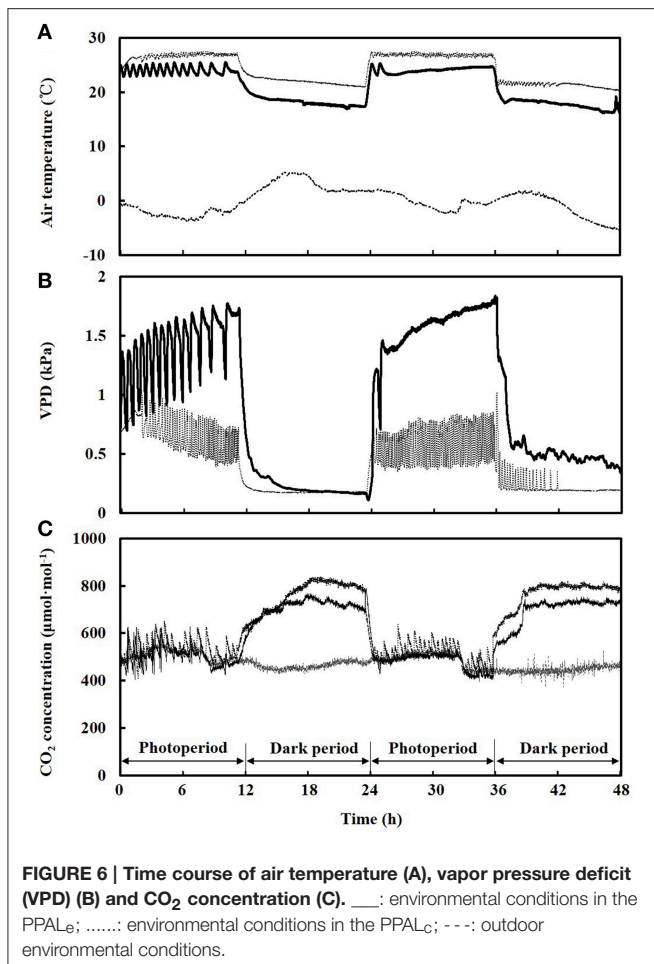 A
30
20
10
0
-10
Air temperature (℃)
B
2
1.5
1
0.5
0
VPD (kPa)
C
1000
800
600
400
200
0
CO₂ concentration (μmol·mol⁻¹)
Photoperiod Dark period Photoperiod Dark period
0 6 12 18 24 30 36 42 48
Time (h)
FIGURE 6 | Time course of air temperature (A), vapor pressure deficit
(VPD) (B) and CO₂ concentration (C). ___: environmental conditions in the
PPALe; ......: environmental conditions in the PPALc; - - -: outdoor
environmental conditions.